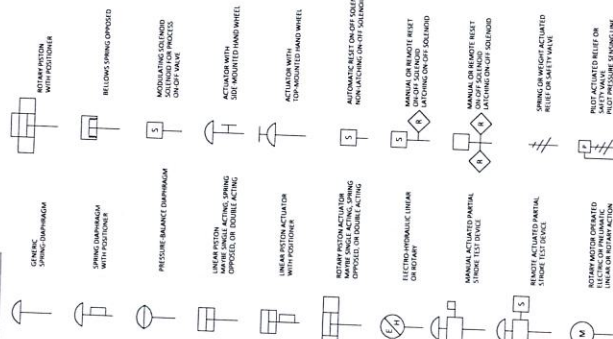 GENERIC
SPRING-DIAPHRAGM
SPRING DIAPHRAGM
WITH POSITIONER
PRESSURE-BALANCE DIAPHRAGM
LINEAR PISTON
MAYBE SINGLE ACTING, SPRING
OPPOSED, OR DOUBLE ACTING
LINEAR PISTON ACTUATOR
WITH POSITIONER
ROTARY PISTON ACTUATOR
MAYBE SINGLE ACTING, SPRING
OPPOSED, OR DOUBLE ACTING
E
H
ELECTRO-HYDRAULIC LINEAR
OR ROTARY
MANUAL ACTUATED PARTIAL
STROKE TEST DEVICE
S
REMOTE ACTUATED PARTIAL
STROKE TEST DEVICE
M
ROTARY MOTOR OPERATED
ELECTRIC OR PNEUMATIC
LINEAR OR ROTARY ACTION
ROTARY PISTON
WITH POSITIONER
BELLOWS SPRING OPPOSED
S
MODULATING SOLENOID
SOLENOID FOR PROCESS
ON-OFF VALVE
ACTUATOR WITH
SIDE-MOUNTED HAND WHEEL
ACTUATOR WITH
TOP-MOUNTED HAND WHEEL
S
AUTOMATIC RESET ON-OFF SOLEN
NON-LATCHING ON-OFF SOLENOID
S
R
MANUAL OR REMOTE RESET
ON-OFF SOLENOID
LATCHING ON-OFF SOLENOID
R
R
MANUAL OR REMOTE RESET
ON-OFF SOLENOID
LATCHING ON-OFF SOLENOID
SPRING OR WEIGHT ACTUATED
RELIEF OR SAFETY VALVE
P
PILOT ACTUATED RELIEF OR
SAFETY VALVE
PILOT PRESSURE SENSING LINE